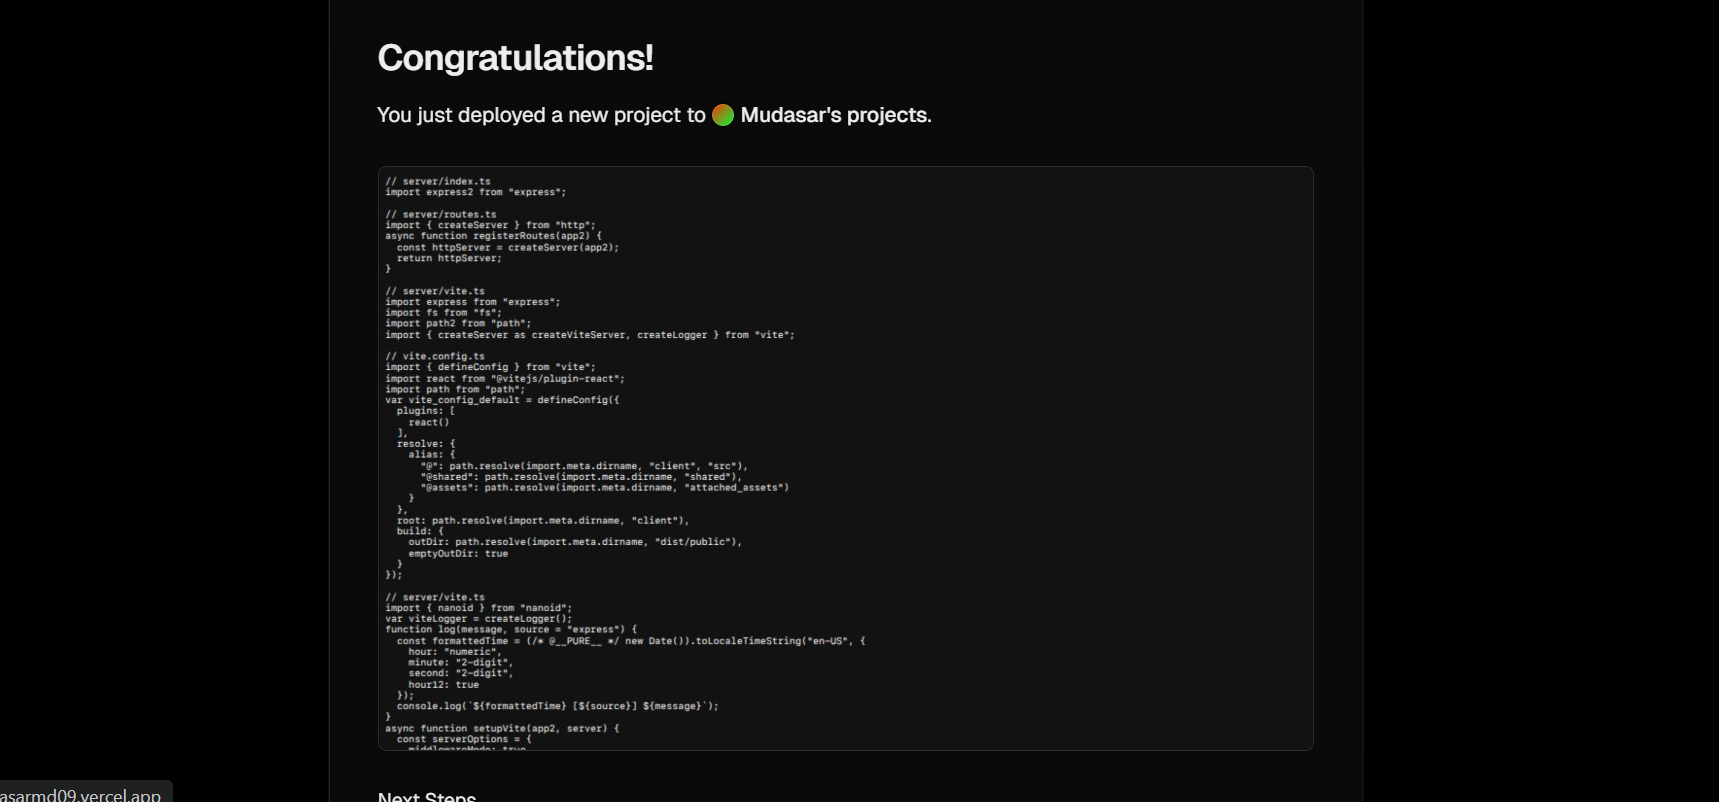 Congratulations!
You just deployed a new project to Mudasar's projects.
// server/index.ts
import express2 from "express";
// server/routes.ts
import { createServer } from "http";
async function registerRoutes(app2) {
const httpServer = createServer(app2);
return httpServer;
}
// server/vite.ts
import express from "express";
import fs from "fs";
import path2 from "path";
import { createServer as createViteServer, createLogger } from "vite";
// vite.config.ts
import { defineConfig } from "vite";
import react from "@vitejs/plugin-react";
import path from "path";
var vite_config_default = defineConfig({
plugins: [
react()
],
resolve: {
alias: {
"@": path.resolve(import.meta.dirname, "client", "src"),
"@shared": path.resolve(import.meta.dirname, "shared"),
"@assets": path.resolve(import.meta.dirname, "attached_assets")
}
},
root: path.resolve(import.meta.dirname, "client"),
build: {
outDir: path.resolve(import.meta.dirname, "dist/public"),
emptyOutDir: true
}
});
// server/vite.ts
import { nanoid } from "nanoid";
var viteLogger = createLogger();
function log(message, source = "express") {
const formattedTime = (/* @__PURE__ */ new Date()).toLocaleTimeString("en-US", {
hour: "numeric",
minute: "2-digit",
second: "2-digit",
hour12: true
});
console.log(`${formattedTime} [${source}] ${message}`);
}
async function setupVite(app2, server) {
const serverOptions = {
middlewareMode: true
Next Steps
asarmd09.vercel.app